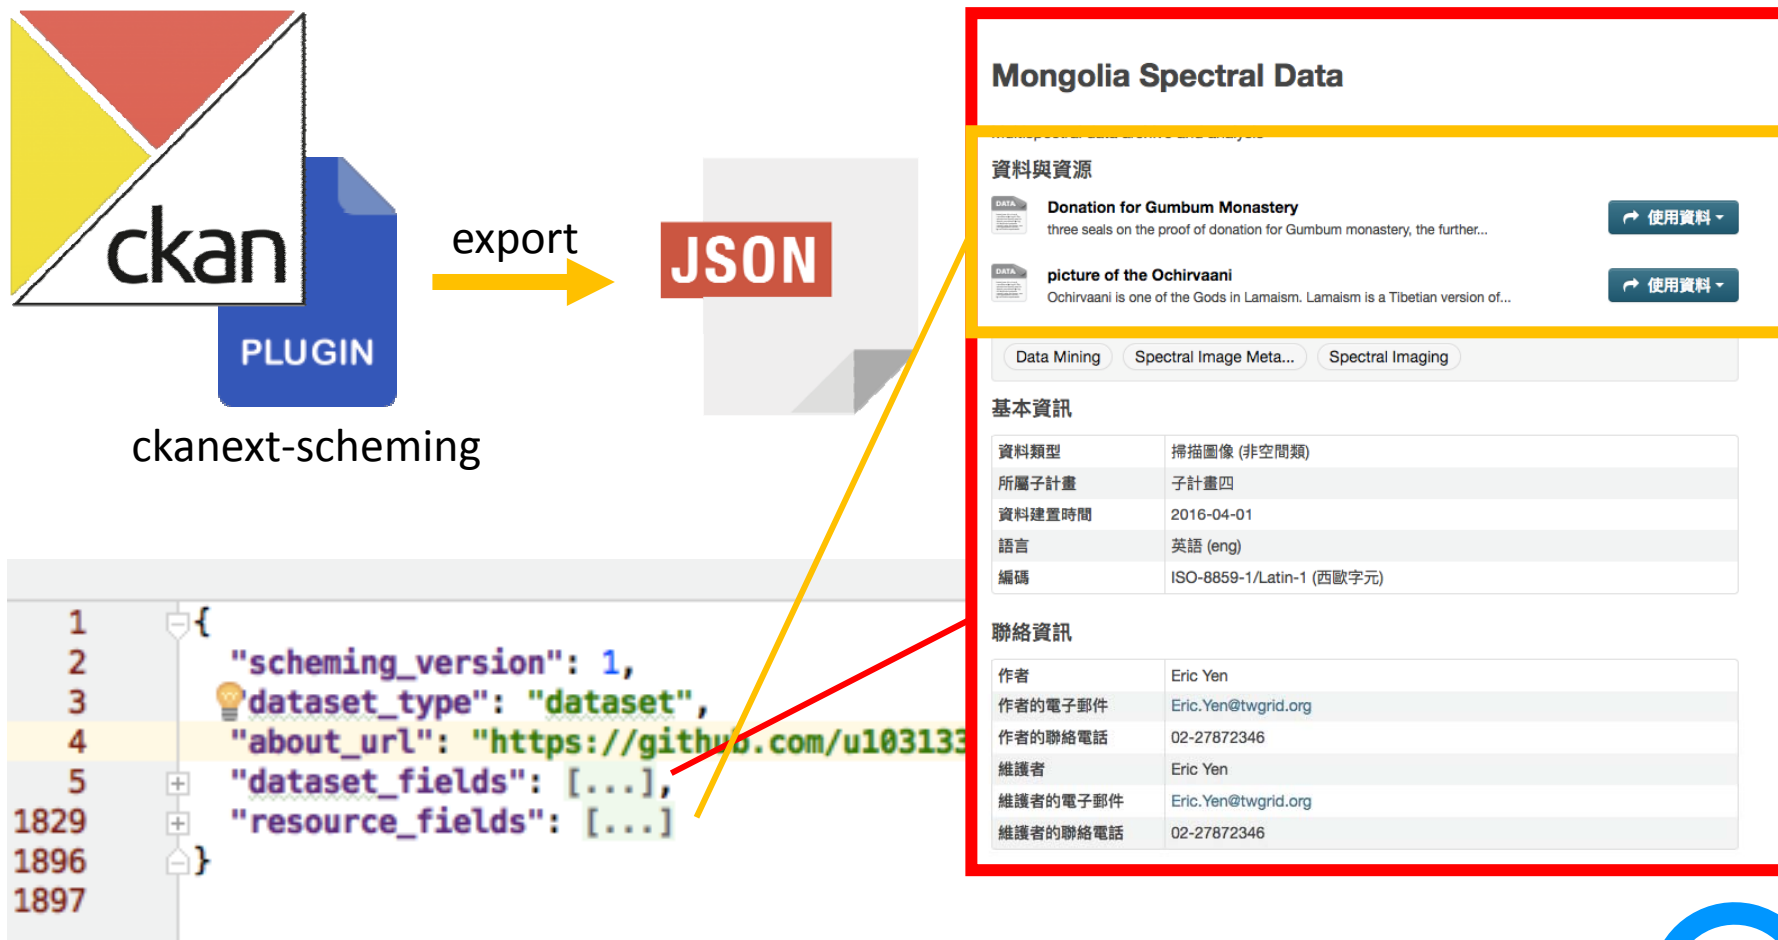 ckan
PLUGIN
ckanext-scheming
export
JSON
1 {
2 "scheming_version": 1,
3 "dataset_type": "dataset",
4 "about_url": "https://github.com/u103133
5 "dataset_fields": [...],
1829 "resource_fields": [...]
1896 }
1897
Mongolia Spectral Data
資料與資源
DATA
Donation for Gumbum Monastery
three seals on the proof of donation for Gumbum monastery, the further...
使用資料
DATA
picture of the Ochirvaani
Ochirvaani is one of the Gods in Lamaism. Lamaism is a Tibetian version of...
使用資料
Data Mining Spectral Image Meta... Spectral Imaging
基本資訊
資料類型 掃描圖像 (非空間類)
所屬子計畫 子計畫四
資料建置時間 2016-04-01
語言 英語 (eng)
編碼 ISO-8859-1/Latin-1 (西歐字元)
聯絡資訊
作者 Eric Yen
作者的電子郵件 Eric.Yen@twgrid.org
作者的聯絡電話 02-27872346
維護者 Eric Yen
維護者的電子郵件 Eric.Yen@twgrid.org
維護者的聯絡電話 02-27872346